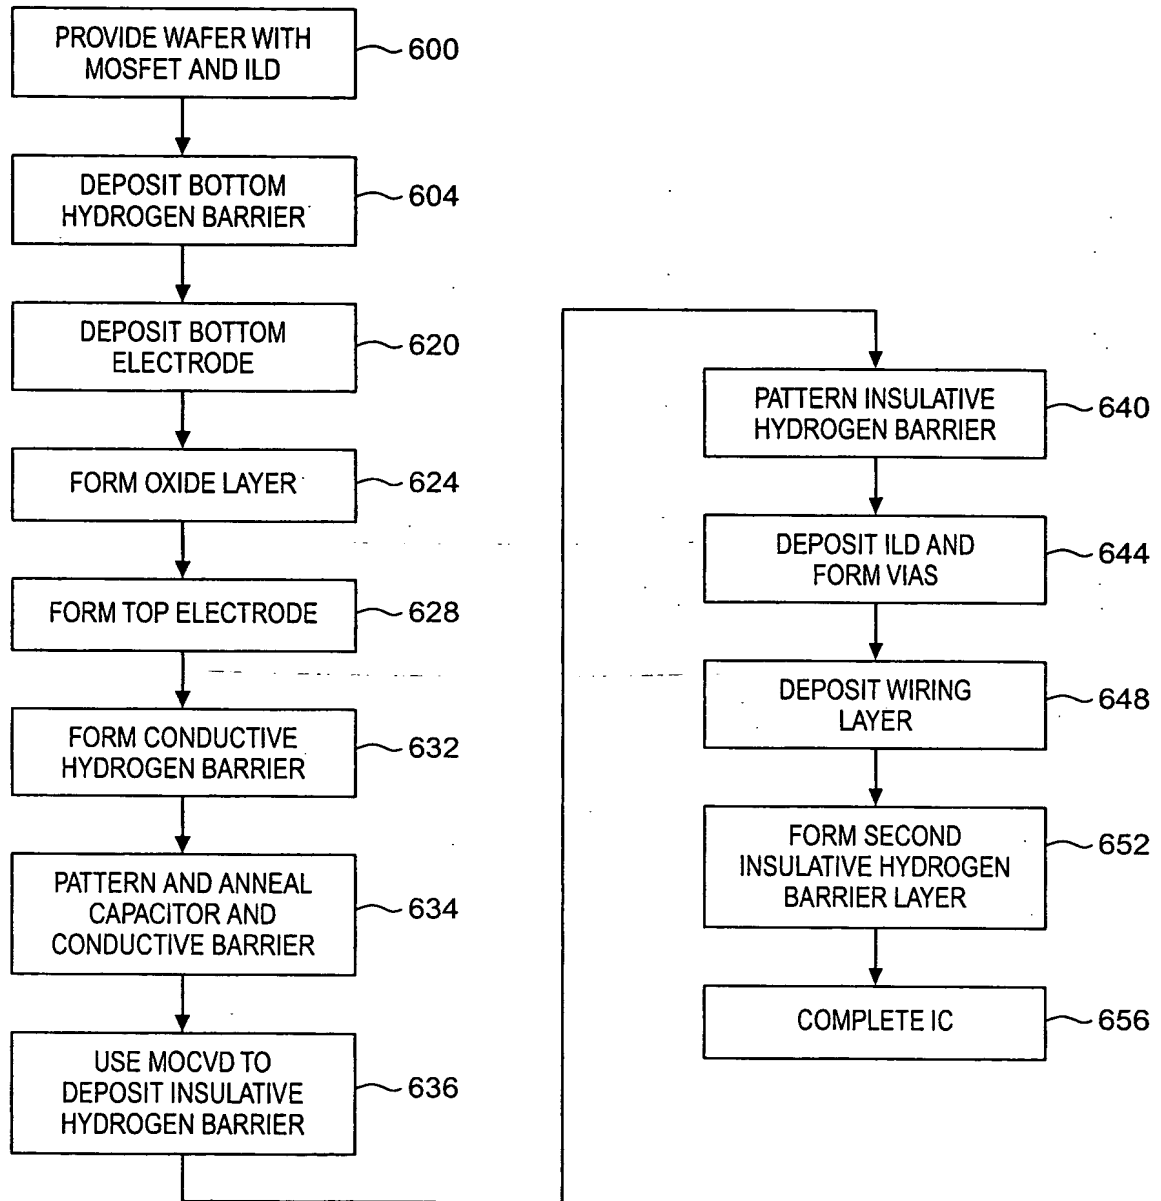 PROVIDE WAFER WITH
MOSFET AND ILD
600
DEPOSIT BOTTOM
HYDROGEN BARRIER
604
DEPOSIT BOTTOM
ELECTRODE
620
FORM OXIDE LAYER
624
FORM TOP ELECTRODE
628
FORM CONDUCTIVE
HYDROGEN BARRIER
632
PATTERN AND ANNEAL
CAPACITOR AND
CONDUCTIVE BARRIER
634
USE MOCVD TO
DEPOSIT INSULATIVE
HYDROGEN BARRIER
636
PATTERN INSULATIVE
HYDROGEN BARRIER
640
DEPOSIT ILD AND
FORM VIAS
644
DEPOSIT WIRING
LAYER
648
FORM SECOND
INSULATIVE HYDROGEN
BARRIER LAYER
652
COMPLETE IC
656